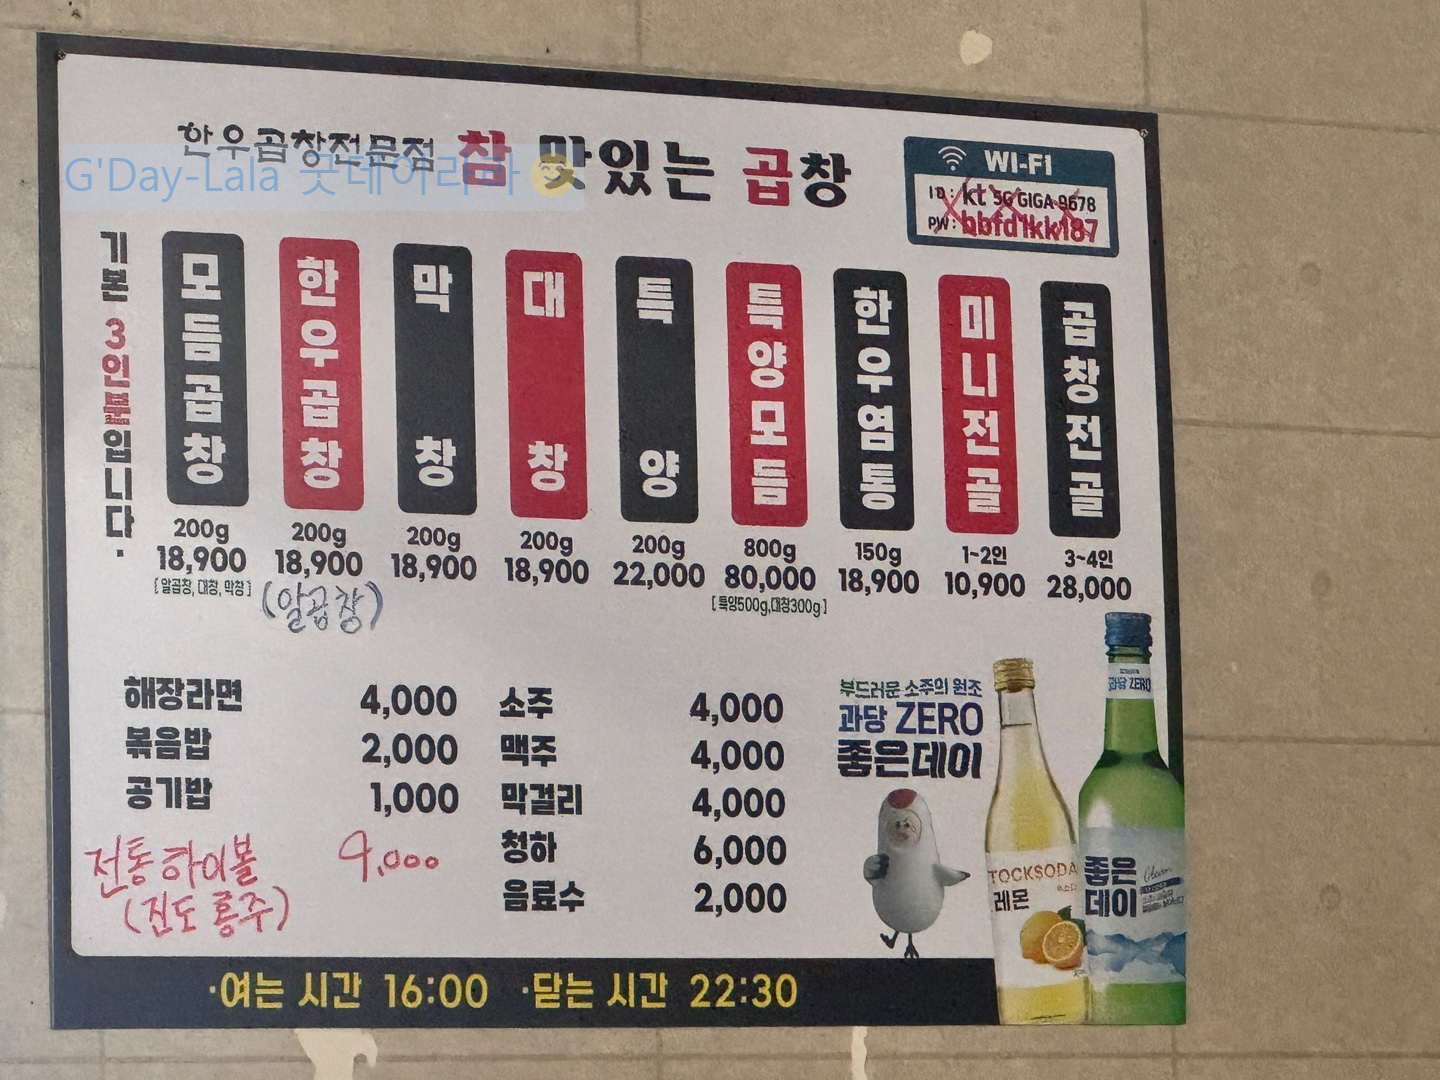 한우곱창전문점 참 맛있는 곱창
G'Day-Lala 굿데이라라
WI-FI
ID: kt 5G GIGA 9678
PW: bbfd1kk187
기본 3인분입니다.
모듬곱창
200g
18,900
[알곱창, 대창, 막창]
한우곱창
200g
18,900
(알곱창)
막창
200g
18,900
대창
200g
18,900
특양
200g
22,000
특양모듬
800g
80,000
[특양500g,대창300g]
한우염통
150g
18,900
미니전골
1~2인
10,900
곱창전골
3~4인
28,000
해장라면 4,000
볶음밥 2,000
공기밥 1,000
전통 하이볼 9,000
(진도 홍주)
소주 4,000
맥주 4,000
막걸리 4,000
청하 6,000
음료수 2,000
부드러운 소주의 원조
과당 ZERO
좋은데이
TOCKSODA
레몬
과당 ZERO
좋은
데이
·여는 시간 16:00 ·닫는 시간 22:30